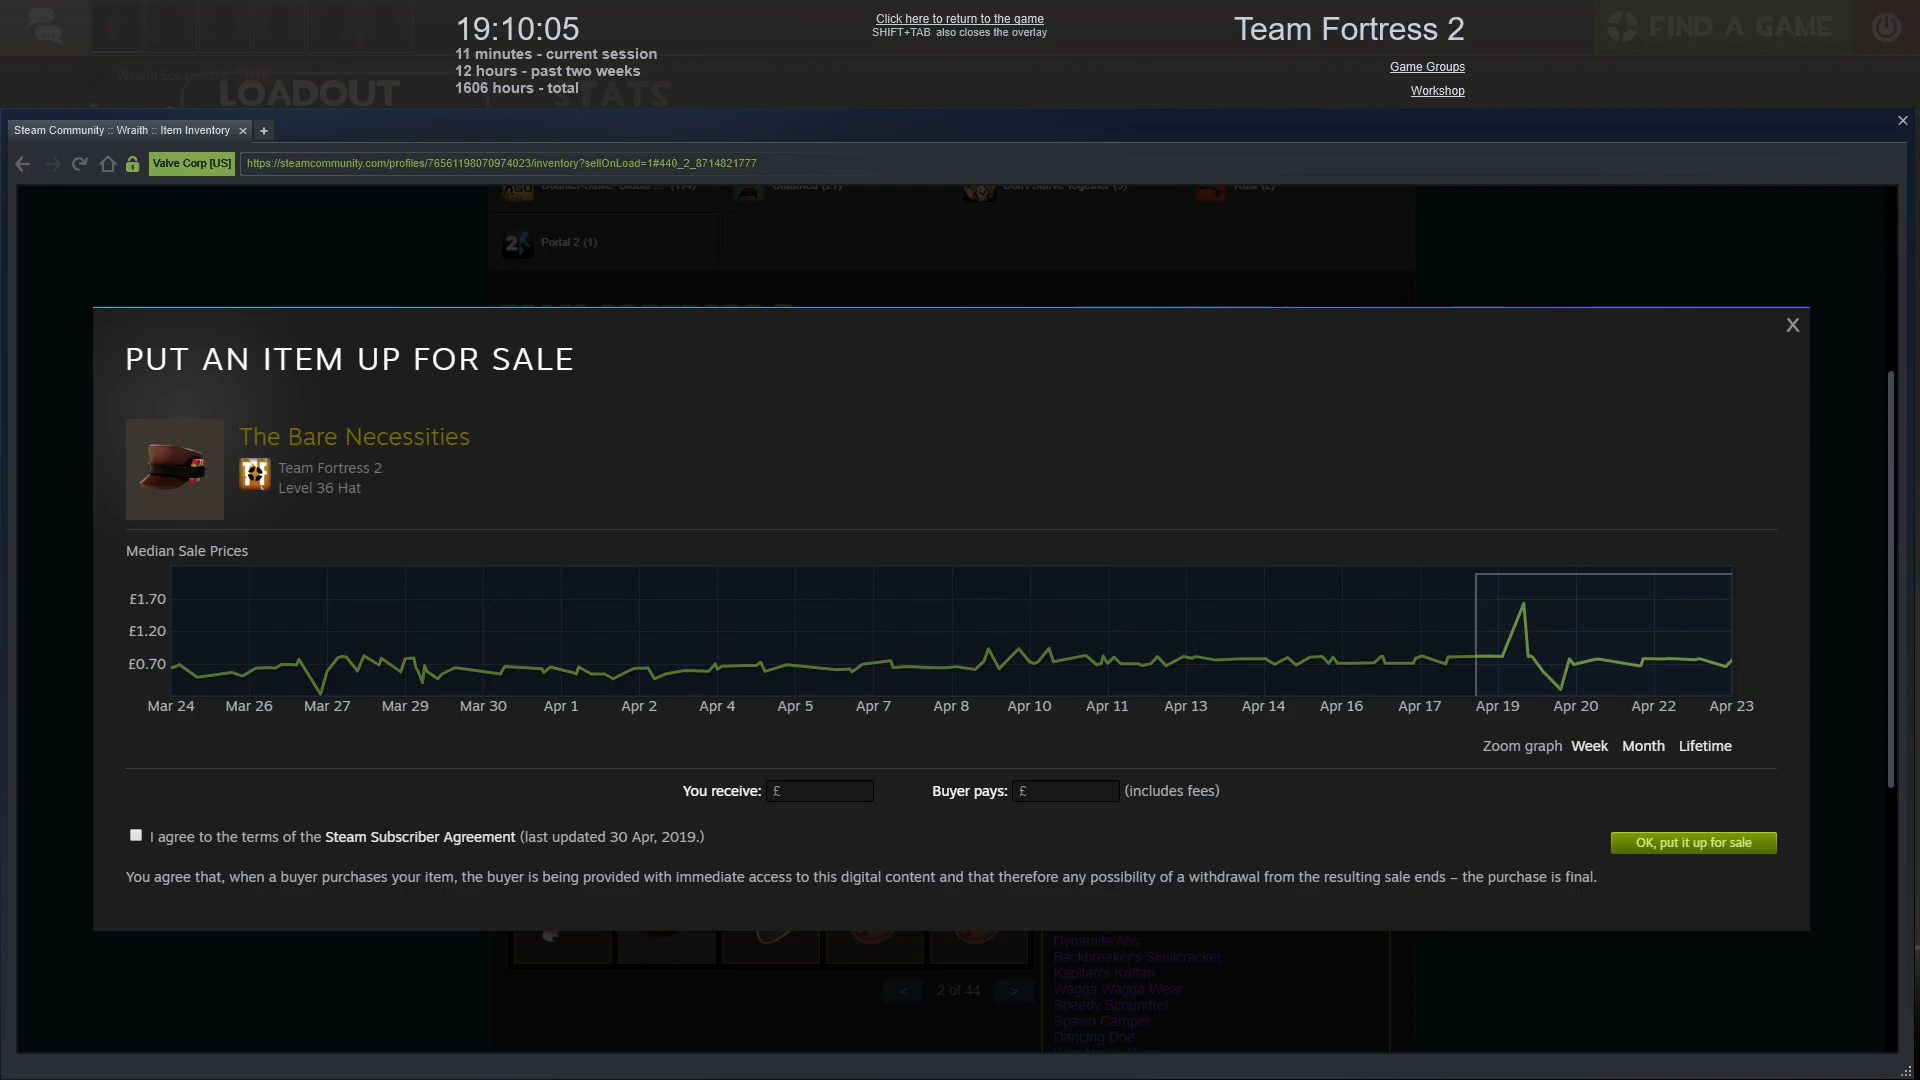 19:10:05
11 minutes - current session
12 hours - past two weeks
1606 hours - total
Click here to return to the game
SHIFT+TAB also closes the overlay
Team Fortress 2
Game Groups
Workshop
FIND A GAME
LOADOUT
STATS
Steam Community :: Wraith :: Item Inventory
Valve Corp [US]
https://steamcommunity.com/profiles/76561198070974023/inventory?sellOnLoad=1#440_2_8714821777
Portal 2 (1)
PUT AN ITEM UP FOR SALE
X
The Bare Necessities
Team Fortress 2
Level 36 Hat
Median Sale Prices
£1.70
£1.20
£0.70
Mar 24 Mar 26 Mar 27 Mar 29 Mar 30 Apr 1 Apr 2 Apr 4 Apr 5 Apr 7 Apr 8 Apr 10 Apr 11 Apr 13 Apr 14 Apr 16 Apr 17 Apr 19 Apr 20 Apr 22 Apr 23
Zoom graph Week Month Lifetime
You receive: £ Buyer pays: £ (includes fees)
I agree to the terms of the Steam Subscriber Agreement (last updated 30 Apr, 2019.)
OK, put it up for sale
You agree that, when a buyer purchases your item, the buyer is being provided with immediate access to this digital content and that therefore any possibility of a withdrawal from the resulting sale ends – the purchase is final.
Dynamite Abs
Backbreaker's Skullcracker
Kapitan's Kaftan
Wagga Wagga Wear
Speedy Scoundrel
Spawn Camper
Dancing Doe
< 2 of 44 >